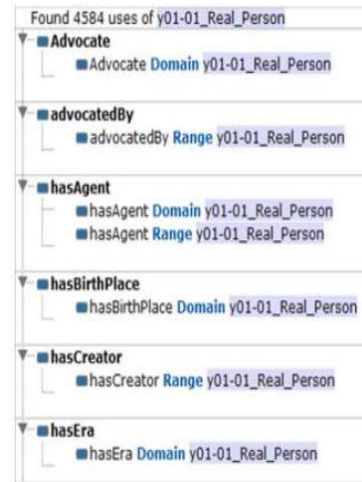 Found 4584 uses of y01-01_Real_Person
Advocate
Advocate Domain y01-01_Real_Person
advocatedBy
advocatedBy Range y01-01_Real_Person
hasAgent
hasAgent Domain y01-01_Real_Person
hasAgent Range y01-01_Real_Person
hasBirthPlace
hasBirthPlace Domain y01-01_Real_Person
hasCreator
hasCreator Range y01-01_Real_Person
hasEra
hasEra Domain y01-01_Real_Person